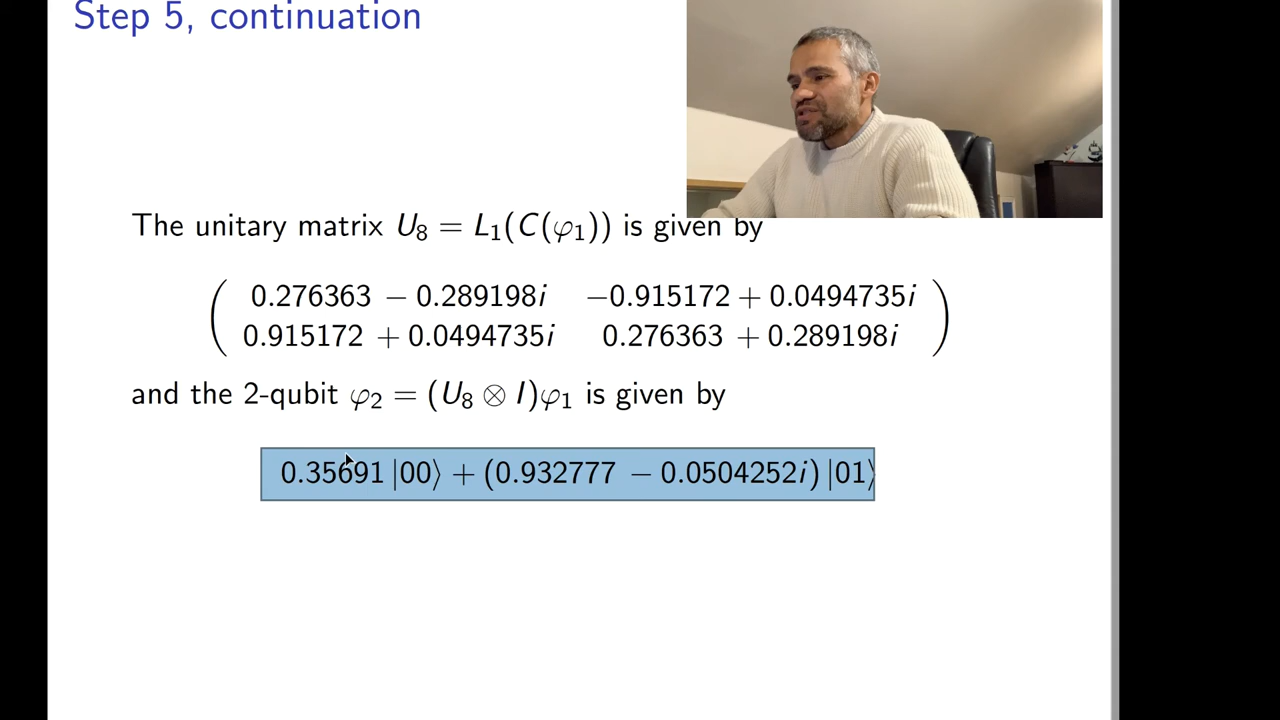 Step 5, continuation
The unitary matrix U₈ = L₁(C(φ₁)) is given by
( 0.276363 − 0.289198i −0.915172 + 0.0494735i )
( 0.915172 + 0.0494735i 0.276363 + 0.289198i )
and the 2-qubit φ₂ = (U₈ ⊗ I)φ₁ is given by
0.35691 |00⟩ + (0.932777 − 0.0504252i) |01⟩